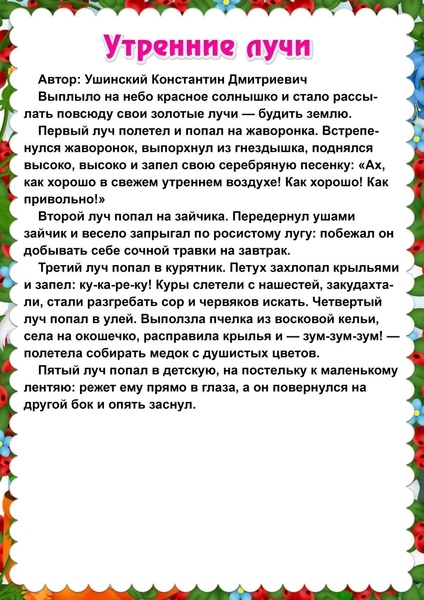 Утренние лучи
Автор: Ушинский Константин Дмитриевич
Выплыло на небо красное солнышко и стало рассы-
лать повсюду свои золотые лучи — будить землю.
Первый луч полетел и попал на жаворонка. Встрепе-
нулся жаворонок, выпорхнул из гнездышка, поднялся
высоко, высоко и запел свою серебряную песенку: «Ах,
как хорошо в свежем утреннем воздухе! Как хорошо! Как
привольно!»
Второй луч попал на зайчика. Передернул ушами
зайчик и весело запрыгал по росистому лугу: побежал он
добывать себе сочной травки на завтрак.
Третий луч попал в курятник. Петух захлопал крыльями
и запел: ку-ка-ре-ку! Куры слетели с нашестей, закудахта-
ли, стали разгребать сор и червяков искать. Четвертый
луч попал в улей. Выползла пчелка из восковой кельи,
села на окошечко, расправила крылья и — зум-зум-зум! —
полетела собирать медок с душистых цветов.
Пятый луч попал в детскую, на постельку к маленькому
лентяю: режет ему прямо в глаза, а он повернулся на
другой бок и опять заснул.